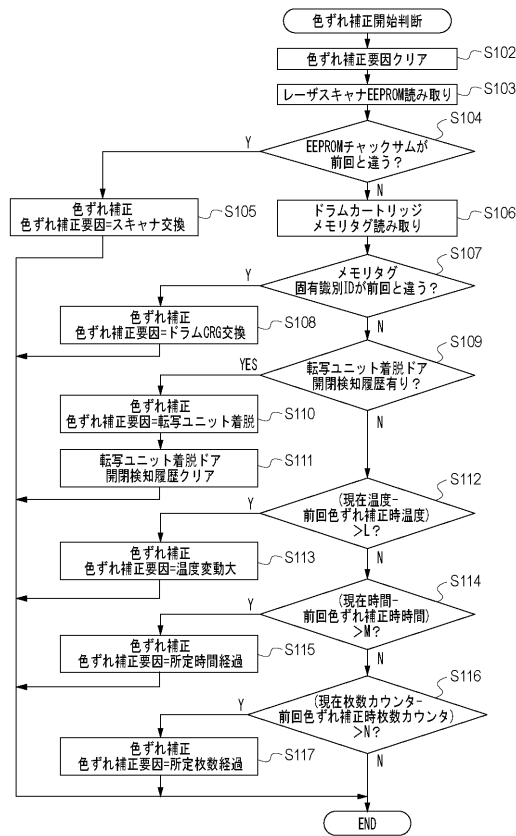 色ずれ補正開始判断
色ずれ補正要因クリア
S102
レーザスキャナEEPROM読み取り
S103
S104
EEPROMチャックサムが
前回と違う?
Y
N
色ずれ補正
色ずれ補正要因=スキャナ交換
S105
ドラムカートリッジ
メモリタグ読み取り
S106
S107
メモリタグ
固有識別IDが前回と違う?
Y
N
色ずれ補正
色ずれ補正要因=ドラムCRG交換
S108
S109
転写ユニット着脱ドア
開閉検知履歴有り?
YES
N
色ずれ補正
色ずれ補正要因=転写ユニット着脱
S110
転写ユニット着脱ドア
開閉検知履歴クリア
S111
S112
(現在温度-
前回色ずれ補正時温度)
>L?
Y
N
色ずれ補正
色ずれ補正要因=温度変動大
S113
S114
(現在時間-
前回色ずれ補正時時間)
>M?
Y
N
色ずれ補正
色ずれ補正要因=所定時間経過
S115
S116
(現在枚数カウンター-
前回色ずれ補正時枚数カウンタ)
>N?
Y
N
色ずれ補正
色ずれ補正要因=所定枚数経過
S117
END